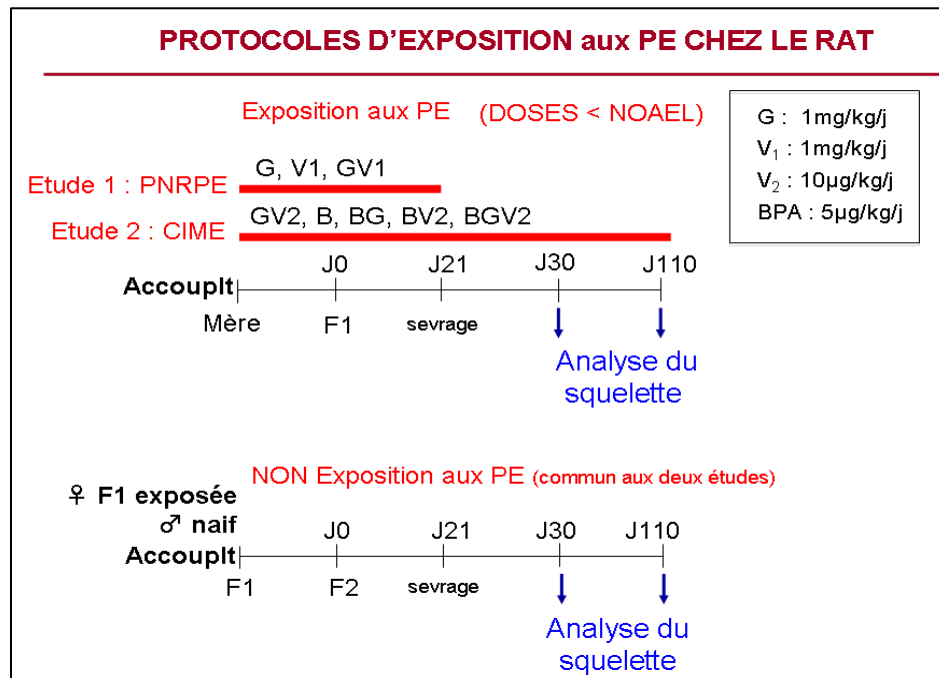 PROTOCOLES D'EXPOSITION aux PE CHEZ LE RAT
Exposition aux PE (DOSES < NOAEL)
G : 1mg/kg/j
V₁ : 1mg/kg/j
V₂ : 10µg/kg/j
BPA : 5µg/kg/j
G, V1, GV1
Etude 1 : PNRPE
GV2, B, BG, BV2, BGV2
Etude 2 : CIME
J0 J21 J30 J110
Accouplt
Mère F1 sevrage
Analyse du
squelette
NON Exposition aux PE (commun aux deux études)
♀ F1 exposée
♂ naif
J0 J21 J30 J110
Accouplt
F1 F2 sevrage
Analyse du
squelette